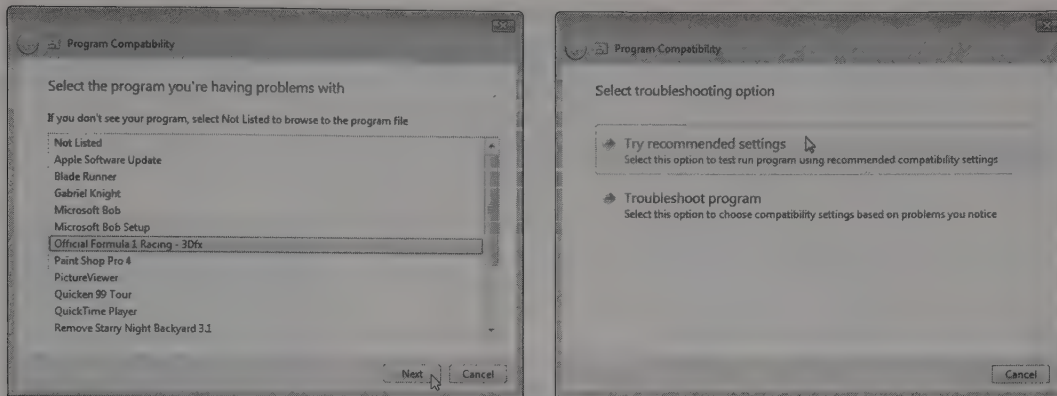 Program Compatibility
Select the program you're having problems with
If you don't see your program, select Not Listed to browse to the program file
Not Listed
Apple Software Update
Blade Runner
Gabriel Knight
Microsoft Bob
Microsoft Bob Setup
Official Formula 1 Racing - 3Dfx
Paint Shop Pro 4
PictureViewer
Quicken 99 Tour
QuickTime Player
Remove Starry Night Backyard 3.1
Next
Cancel
Program Compatibility
Select troubleshooting option
Try recommended settings
Select this option to test run program using recommended compatibility settings
Troubleshoot program
Select this option to choose compatibility settings based on problems you notice
Cancel